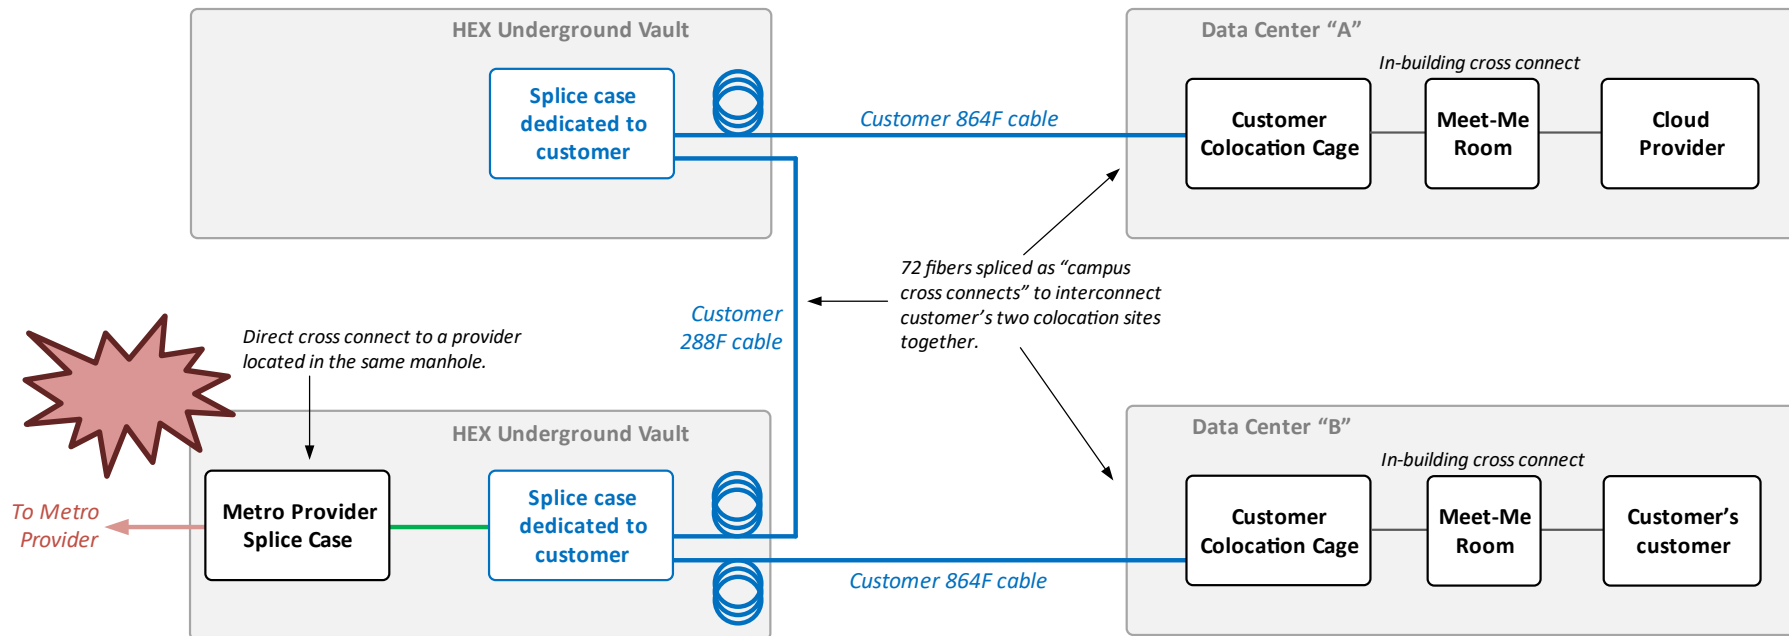 HEX Underground Vault
Splice case
dedicated to
customer
Customer 864F cable
Data Center “A”
In-building cross connect
Customer
Colocation Cage
Meet-Me
Room
Cloud
Provider
72 fibers spliced as “campus
cross connects” to interconnect
customer’s two colocation sites
together.
Customer
288F cable
Direct cross connect to a provider
located in the same manhole.
HEX Underground Vault
To Metro
Provider
Metro Provider
Splice Case
Splice case
dedicated to
customer
Customer 864F cable
Data Center “B”
In-building cross connect
Customer
Colocation Cage
Meet-Me
Room
Customer’s
customer